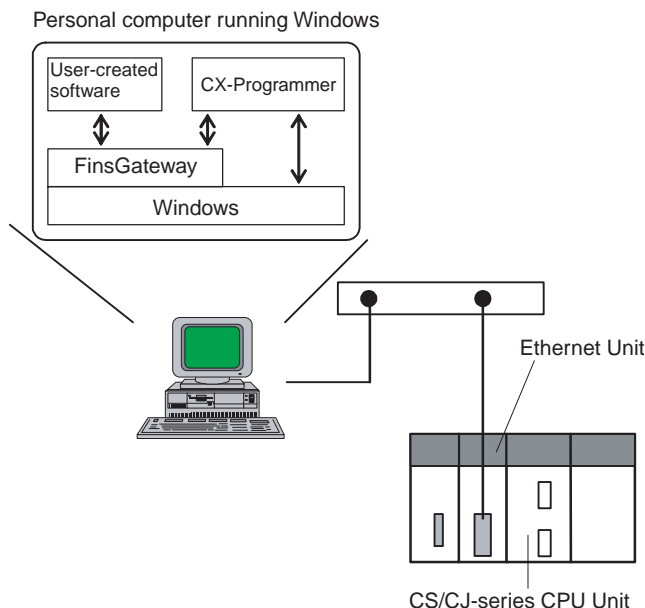 Personal computer running Windows
User-created
software
CX-Programmer
FinsGateway
Windows
Ethernet Unit
CS/CJ-series CPU Unit